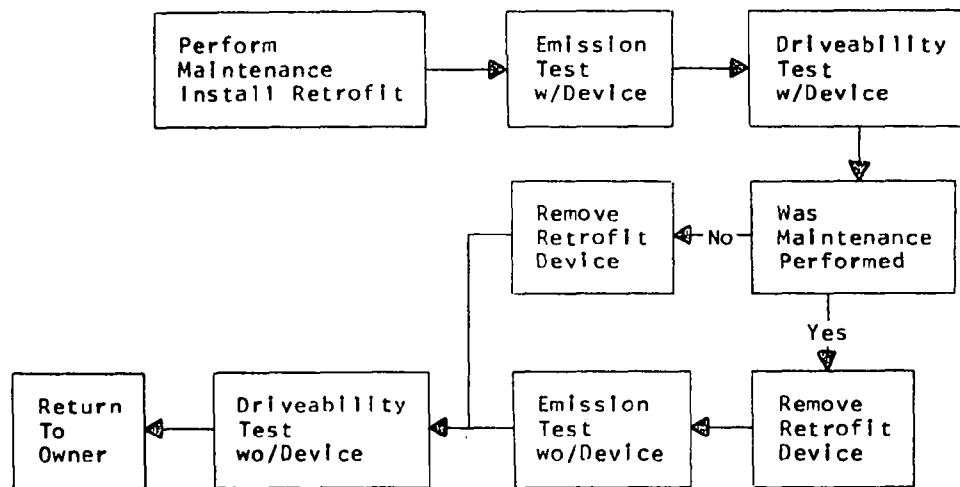 Perform
Maintenance
Install Retrofit
Emission
Test
w/Device
Driveability
Test
w/Device
Remove
Retrofit
Device
No
Was
Maintenance
Performed
Yes
Return
To
Owner
Driveability
Test
wo/Device
Emission
Test
wo/Device
Remove
Retrofit
Device